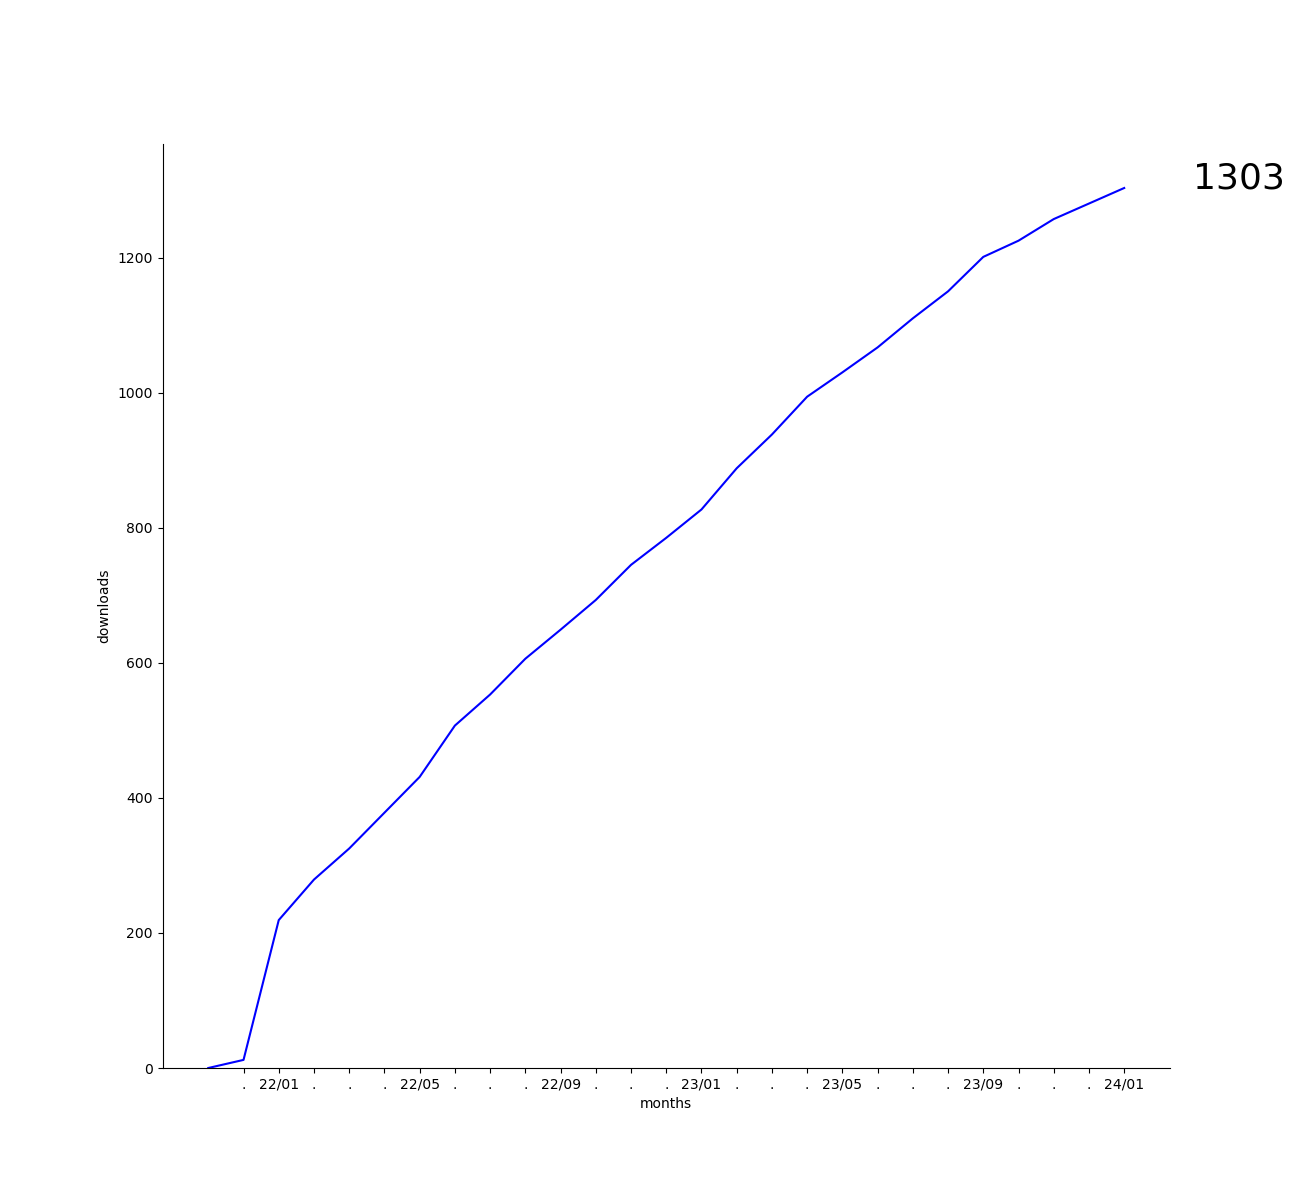 1303
1200
1000
800
600
400
200
0
downloads
. 22/01 . . . 22/05 . . . 22/09 . . . 23/01 . . . 23/05 . . . 23/09 . . . 24/01
months